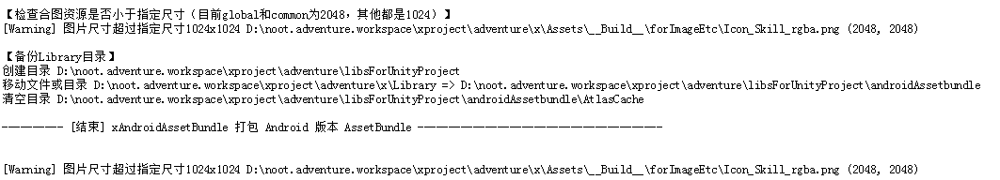 【检查合图资源是否小于指定尺寸（目前global和common为2048，其他都是1024）】
[Warning] 图片尺寸超过指定尺寸1024x1024 D:\noot.adventure.workspace\xproject\adventure\x\Assets\__Build__\forImageEtc\Icon_Skill_rgba.png (2048, 2048)
【备份Library目录】
创建目录 D:\noot.adventure.workspace\xproject\adventure\libsForUnityProject
移动文件或目录 D:\noot.adventure.workspace\xproject\adventure\x\Library => D:\noot.adventure.workspace\xproject\adventure\libsForUnityProject\androidAssetbundle
清空目录 D:\noot.adventure.workspace\xproject\adventure\libsForUnityProject\androidAssetbundle\AtlasCache
---------- [结束] xAndroidAssetBundle 打包 Android 版本 AssetBundle ----------------------------------------
[Warning] 图片尺寸超过指定尺寸1024x1024 D:\noot.adventure.workspace\xproject\adventure\x\Assets\__Build__\forImageEtc\Icon_Skill_rgba.png (2048, 2048)